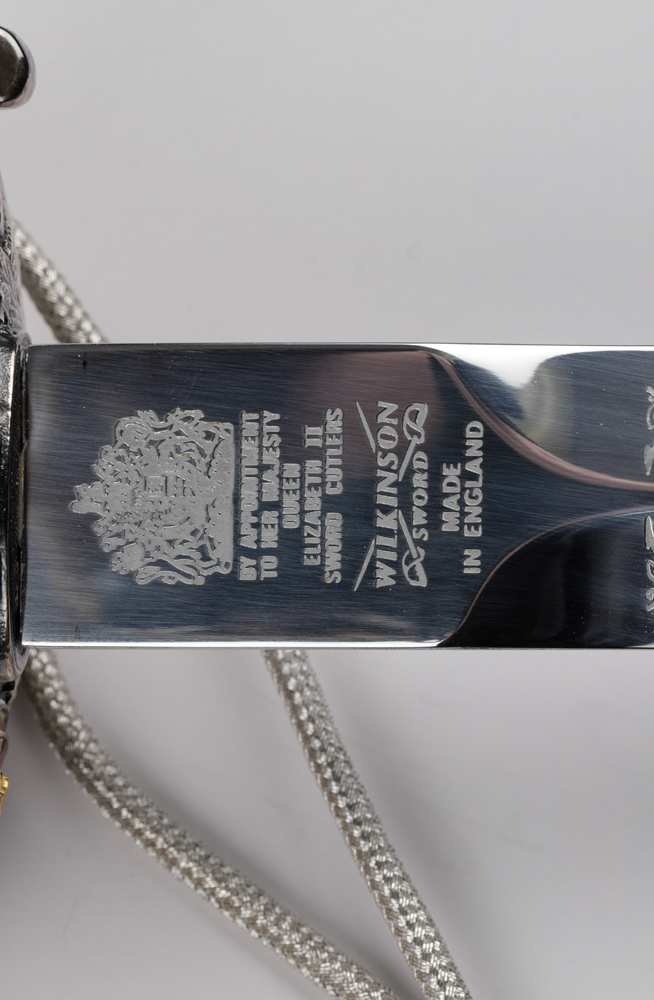 BY APPOINTMENT
TO HER MAJESTY
QUEEN
ELIZABETH II
SWORD CUTLERS
WILKINSON
SWORD
MADE
IN ENGLAND